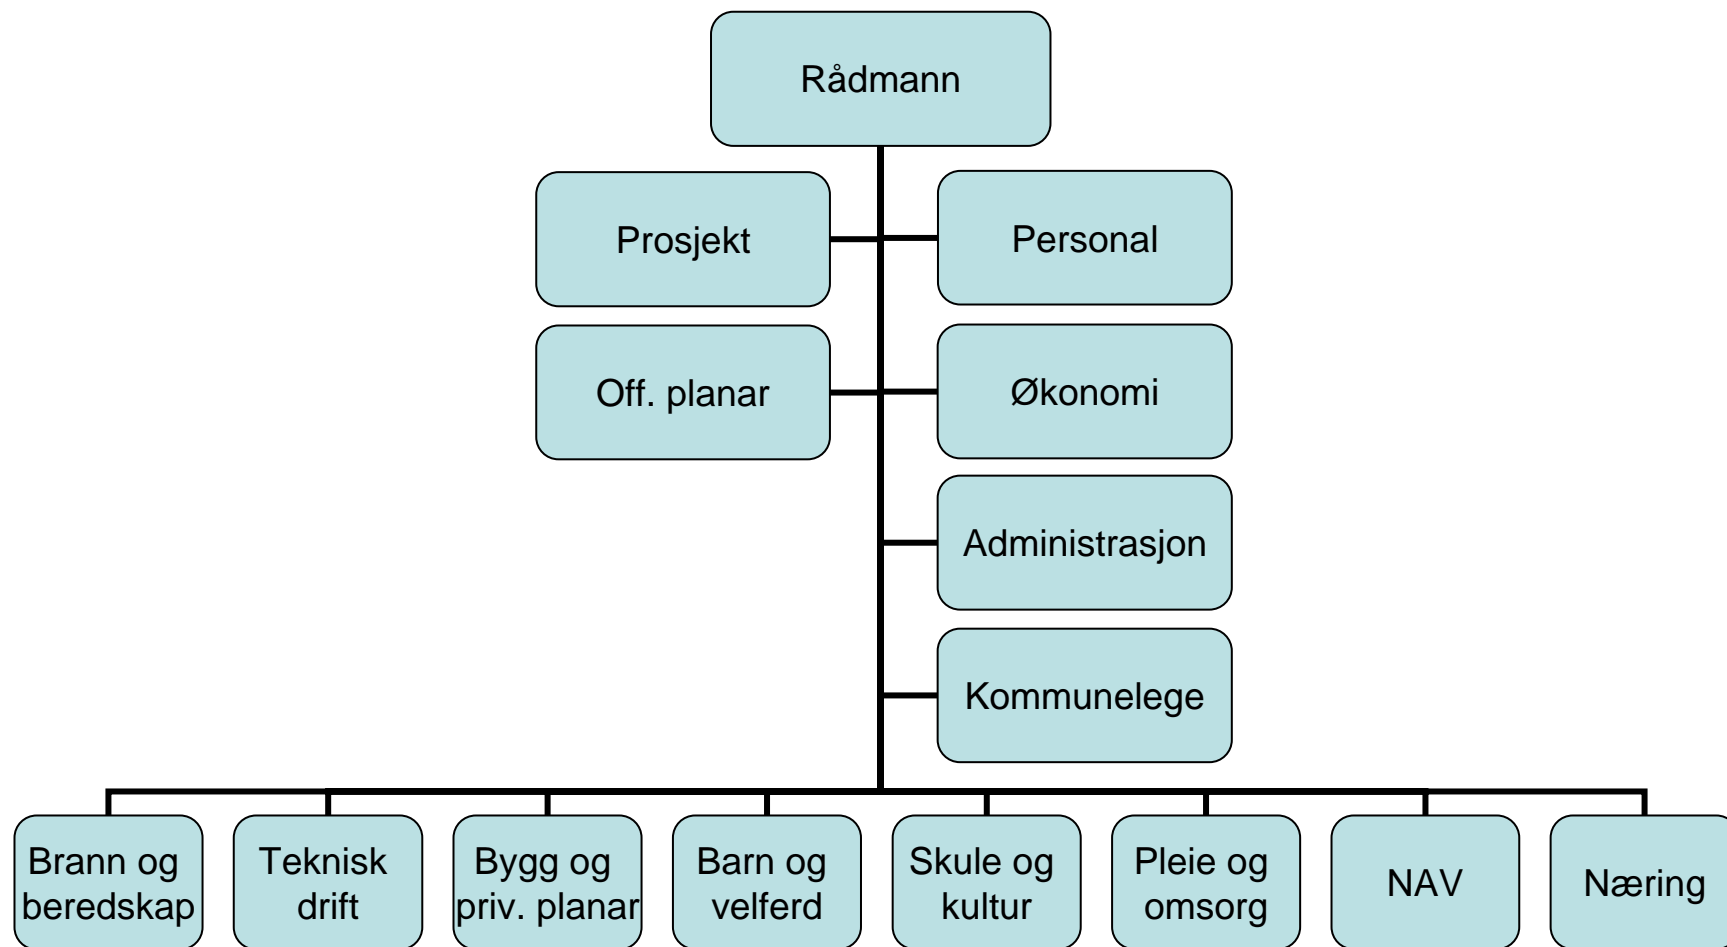 Rådmann
Prosjekt
Personal
Off. planar
Økonomi
Administrasjon
Kommunelege
Brann og
beredskap
Teknisk
drift
Bygg og
priv. planar
Barn og
velferd
Skule og
kultur
Pleie og
omsorg
NAV
Næring